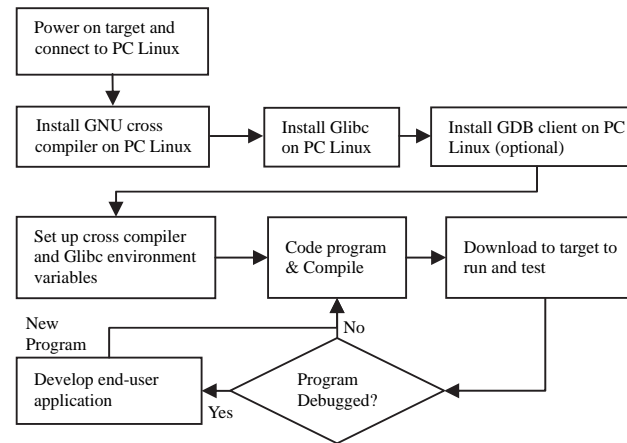 Power on target and
connect to PC Linux
Install GNU cross
compiler on PC Linux
Install Glibc
on PC Linux
Install GDB client on PC
Linux (optional)
Set up cross compiler
and Glibc environment
variables
Code program
& Compile
Download to target to
run and test
New
Program
No
Develop end-user
application
Yes
Program
Debugged?